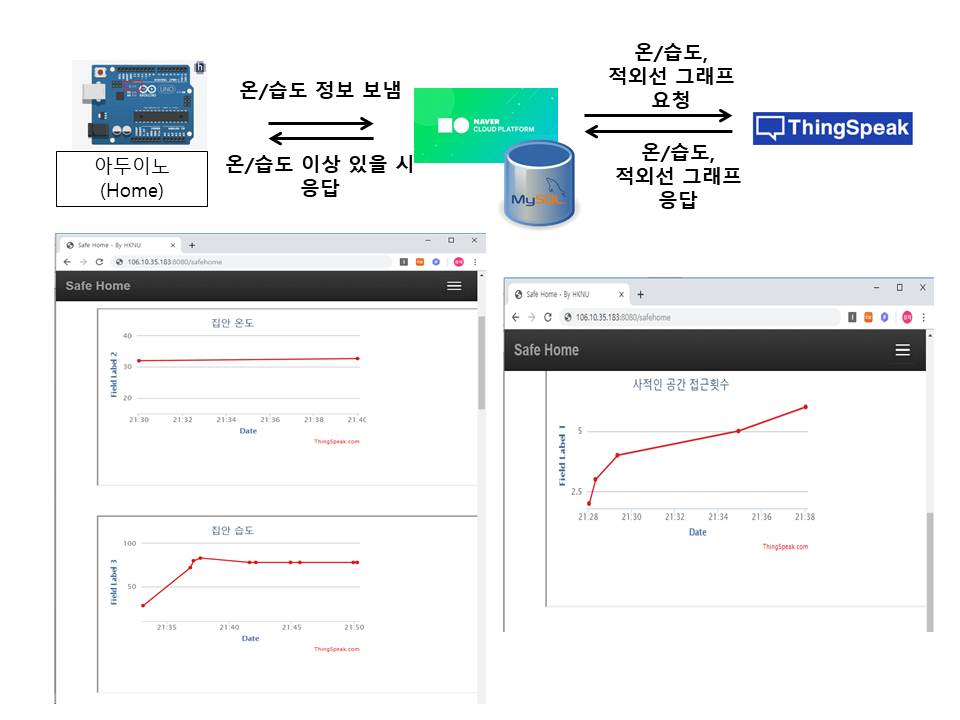 온/습도 정보 보냄
온/습도 이상 있을 시
응답
아두이노
(Home)
UNO
NAVER
CLOUD PLATFORM
MySQL
온/습도,
적외선 그래프
요청
온/습도,
적외선 그래프
응답
ThingSpeak
Safe Home - By HKNU
106.10.35.183:8080/safehome
Safe Home
집안 온도
Field Label 2
40
30
20
21:30 21:32 21:34 21:36 21:38 21:40
Date
ThingSpeak.com
집안 습도
Field Label 3
100
50
21:35 21:40 21:45 21:50
Date
ThingSpeak.com
Safe Home - By HKNU
106.10.35.183:8080/safehome
Safe Home
사적인 공간 접근횟수
Field Label 1
5
2.5
21:28 21:30 21:32 21:34 21:36 21:38
Date
ThingSpeak.com